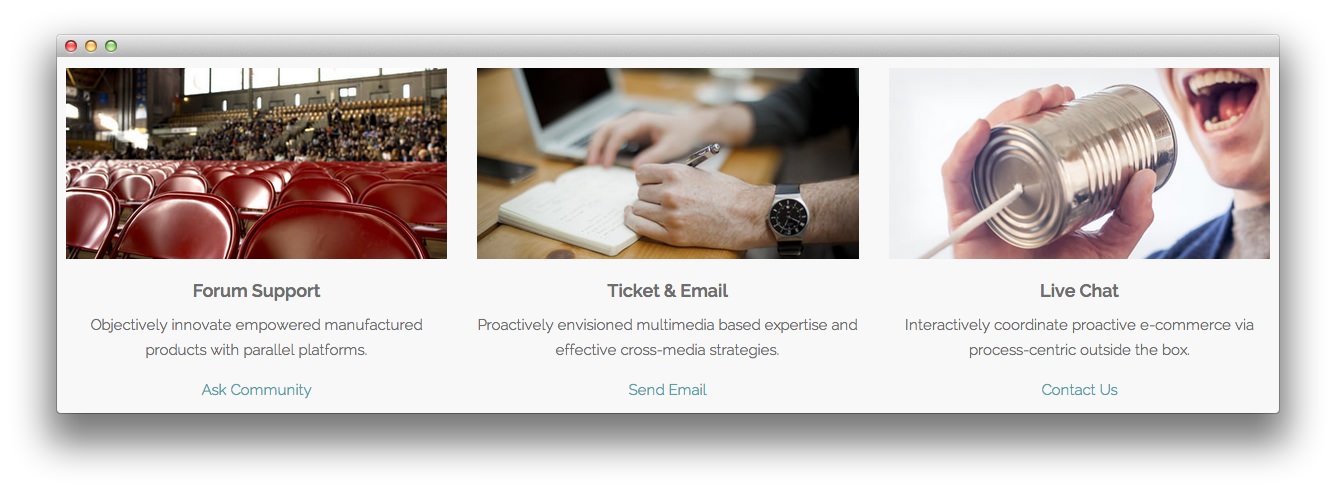 Forum Support
Objectively innovate empowered manufactured
products with parallel platforms.
Ask Community
Ticket & Email
Proactively envisioned multimedia based expertise and
effective cross-media strategies.
Send Email
Live Chat
Interactively coordinate proactive e-commerce via
process-centric outside the box.
Contact Us